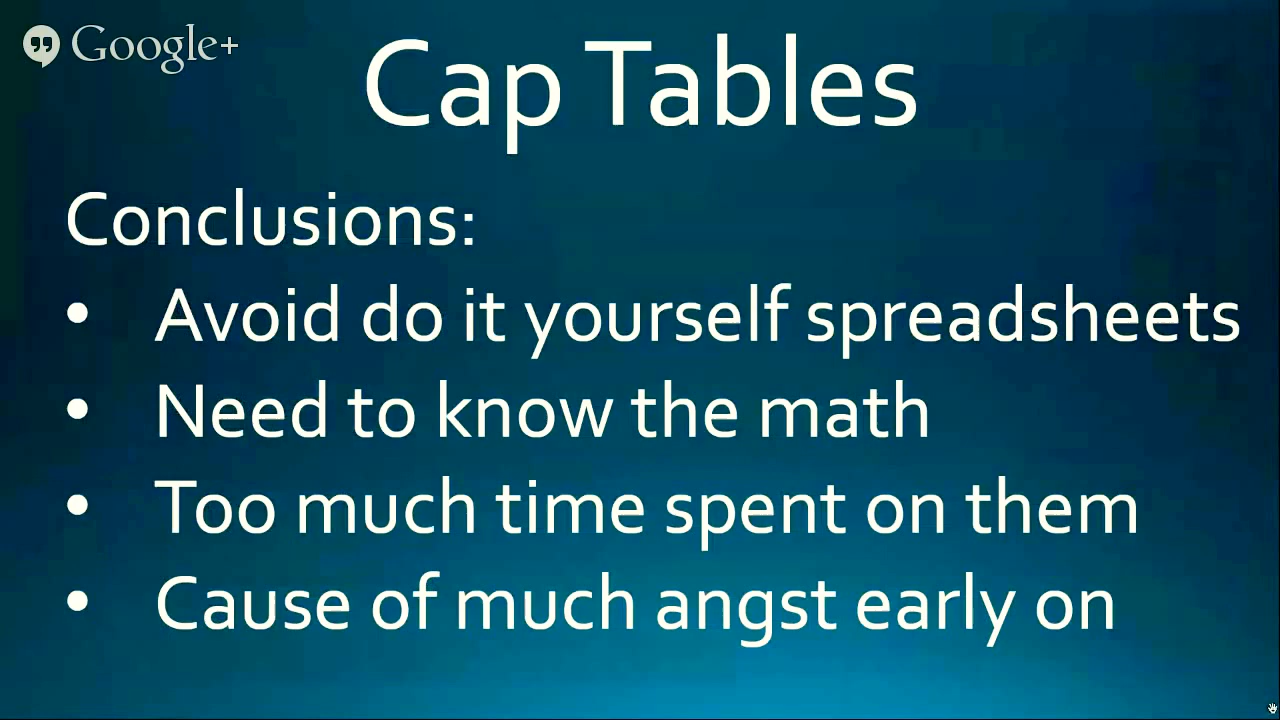 Google+
Cap Tables
Conclusions:
• Avoid do it yourself spreadsheets
• Need to know the math
• Too much time spent on them
• Cause of much angst early on